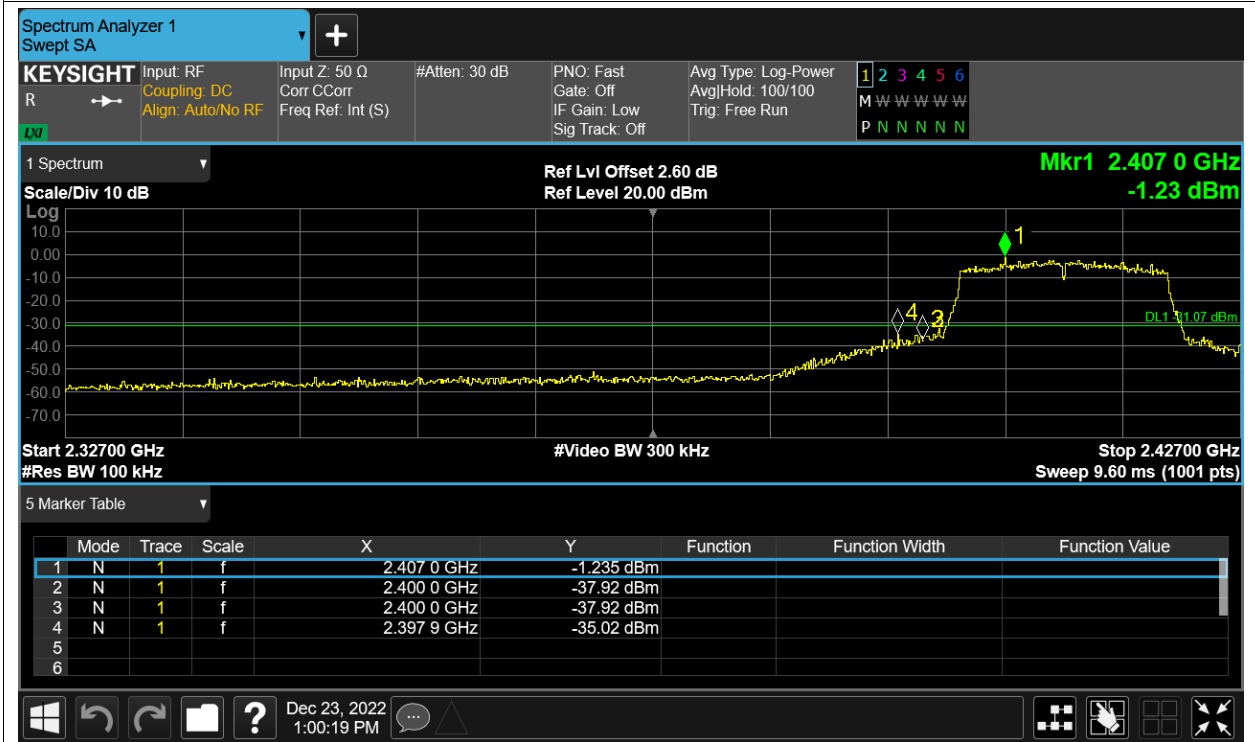 Spectrum Analyzer 1
Swept SA
+
KEYSIGHT Input: RF Input Z: 50 Ω #Atten: 30 dB PNO: Fast Avg Type: Log-Power 1 2 3 4 5 6
R Coupling: DC Corr CCorr Gate: Off Avg|Hold: 100/100 M W W W W W
Align: Auto/No RF Freq Ref: Int (S) IF Gain: Low Trig: Free Run
LXI Sig Track: Off P N N N N N
1 Spectrum Ref Lvl Offset 2.60 dB Mkr1 2.407 0 GHz
Scale/Div 10 dB Ref Level 20.00 dBm -1.23 dBm
Log
10.0
1
0.00
-10.0
-20.0
4
-30.0
DL1 -31.07 dBm
-40.0
-50.0
-60.0
-70.0
Start 2.32700 GHz #Video BW 300 kHz Stop 2.42700 GHz
#Res BW 100 kHz Sweep 9.60 ms (1001 pts)
5 Marker Table
Mode Trace Scale X Y Function Function Width Function Value
1 N 1 f 2.407 0 GHz -1.235 dBm
2 N 1 f 2.400 0 GHz -37.92 dBm
3 N 1 f 2.400 0 GHz -37.92 dBm
4 N 1 f 2.397 9 GHz -35.02 dBm
5
6
? Dec 23, 2022
1:00:19 PM